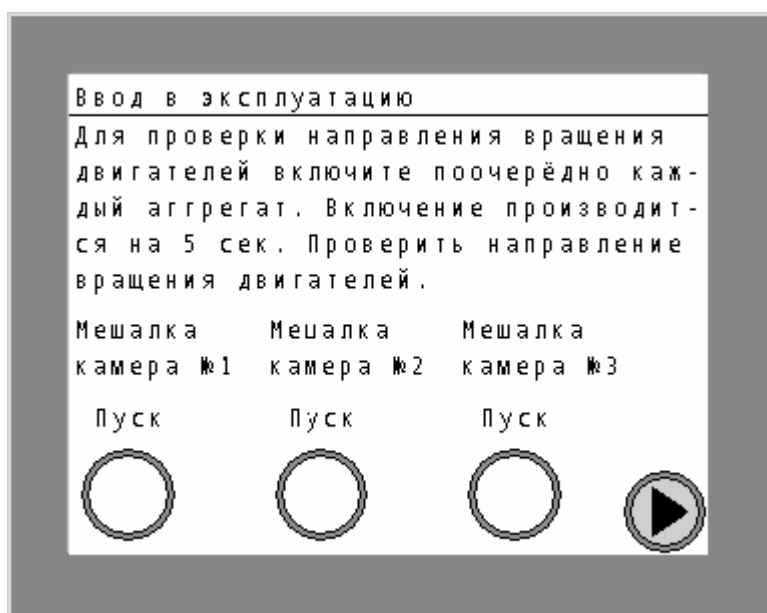 Ввод в эксплуатацию
Для проверки направления вращения
двигателей включите поочерёдно каж-
дый аггрегат. Включение производит-
ся на 5 сек. Проверить направление
вращения двигателей.
Мешалка Меџалка Мешалка
камера №1 камера №2 камера №3
Пуск Пуск Пуск